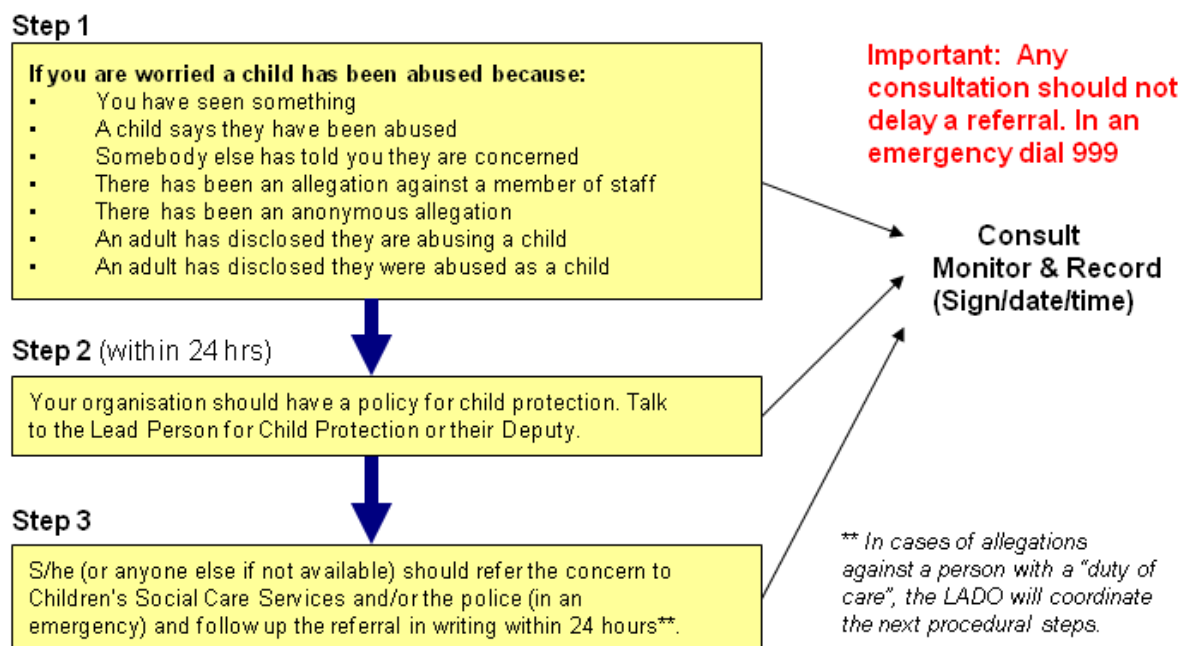 Step 1
If you are worried a child has been abused because:
▪ You have seen something
▪ A child says they have been abused
▪ Somebody else has told you they are concerned
▪ There has been an allegation against a member of staff
▪ There has been an anonymous allegation
▪ An adult has disclosed they are abusing a child
▪ An adult has disclosed they were abused as a child
Important: Any
consultation should not
delay a referral. In an
emergency dial 999
Consult
Monitor & Record
(Sign/date/time)
Step 2 (within 24 hrs)
Your organisation should have a policy for child protection. Talk
to the Lead Person for Child Protection or their Deputy.
Step 3
S/he (or anyone else if not available) should refer the concern to
Children's Social Care Services and/or the police (in an
emergency) and follow up the referral in writing within 24 hours**.
** In cases of allegations
against a person with a "duty of
care", the LADO will coordinate
the next procedural steps.